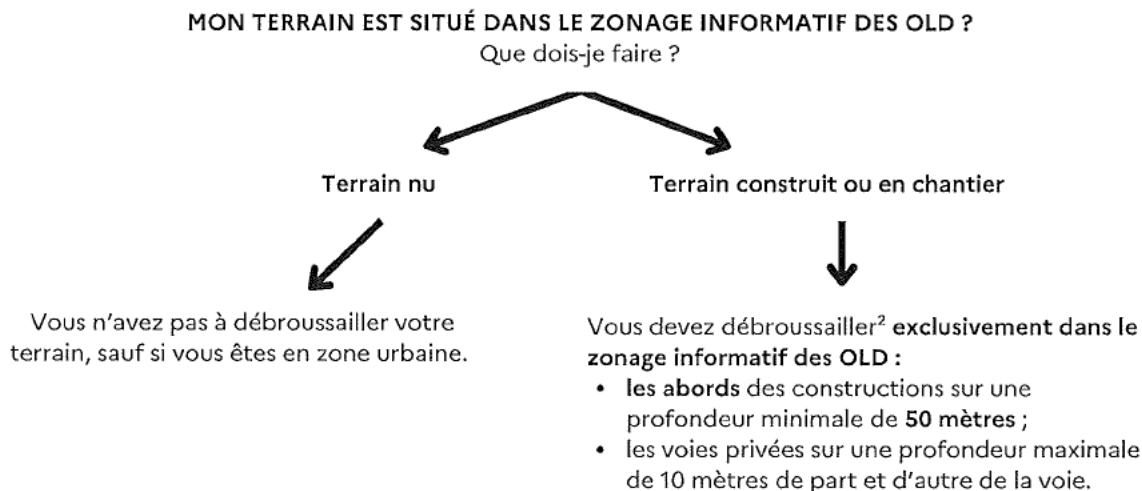 MON TERRAIN EST SITUÉ DANS LE ZONAGE INFORMATIF DES OLD ?
Que dois-je faire ?
Terrain nu
Vous n'avez pas à débroussailler votre
terrain, sauf si vous êtes en zone urbaine.
Terrain construit ou en chantier
Vous devez débroussailler² exclusivement dans le
zonage informatif des OLD :
• les abords des constructions sur une
profondeur minimale de 50 mètres ;
• les voies privées sur une profondeur maximale
de 10 mètres de part et d'autre de la voie.